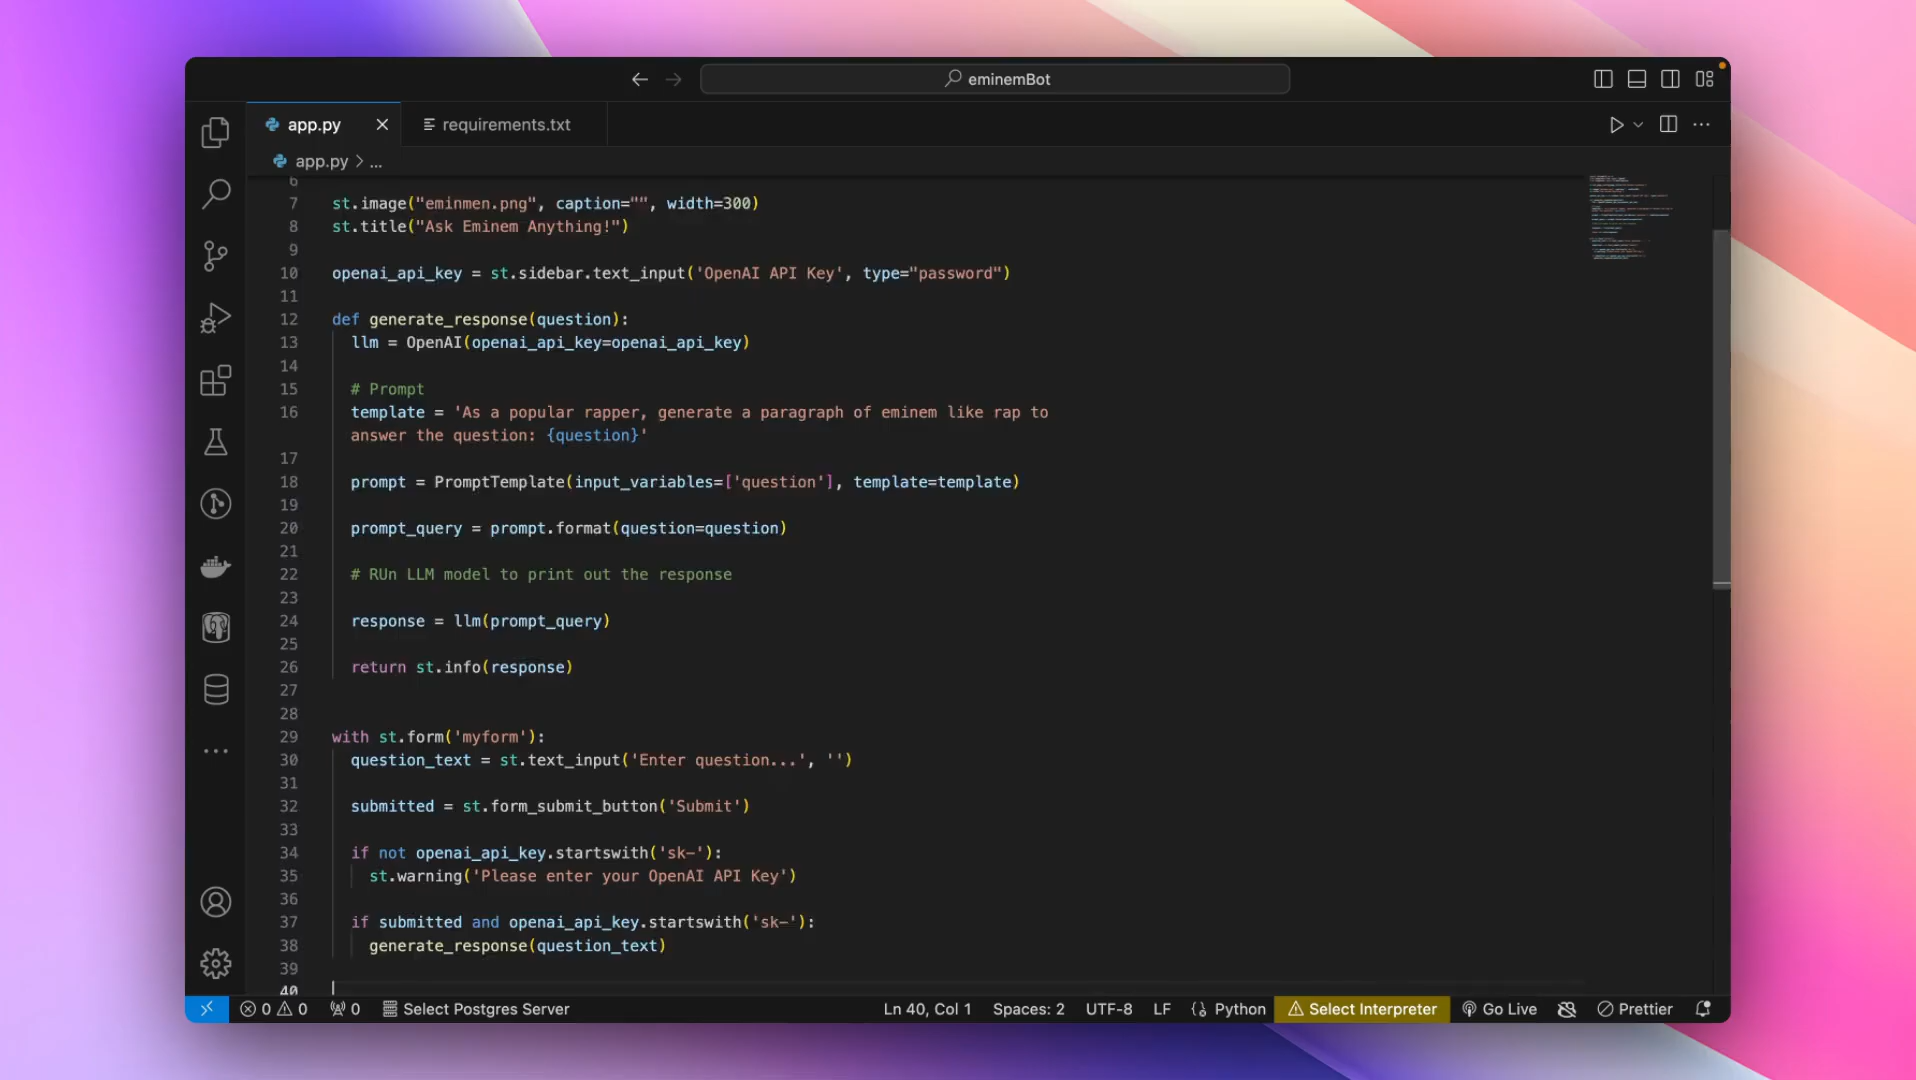 eminemBot
app.py
requirements.txt
app.py > ...
6
7 st.image("eminmen.png", caption="", width=300)
8 st.title("Ask Eminem Anything!")
9
10 openai_api_key = st.sidebar.text_input('OpenAI API Key', type="password")
11
12 def generate_response(question):
13 llm = OpenAI(openai_api_key=openai_api_key)
14
15 # Prompt
16 template = 'As a popular rapper, generate a paragraph of eminem like rap to
answer the question: {question}'
17
18 prompt = PromptTemplate(input_variables=['question'], template=template)
19
20 prompt_query = prompt.format(question=question)
21
22 # RUn LLM model to print out the response
23
24 response = llm(prompt_query)
25
26 return st.info(response)
27
28
29 with st.form('myform'):
30 question_text = st.text_input('Enter question...', '')
31
32 submitted = st.form_submit_button('Submit')
33
34 if not openai_api_key.startswith('sk-'):
35 st.warning('Please enter your OpenAI API Key')
36
37 if submitted and openai_api_key.startswith('sk-'):
38 generate_response(question_text)
39
40
0 0 0 Select Postgres Server Ln 40, Col 1 Spaces: 2 UTF-8 LF Python Select Interpreter Go Live Prettier